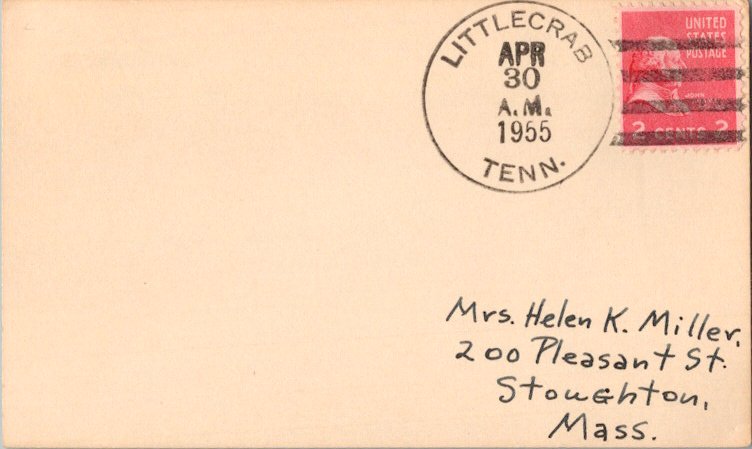 LITTLECRAB
APR
30
A.M.
1955
TENN.
UNITED
STATES
POSTAGE
JOHN
2 CENTS 2
Mrs. Helen K. Miller,
200 Pleasant St.
Stoughton,
Mass.